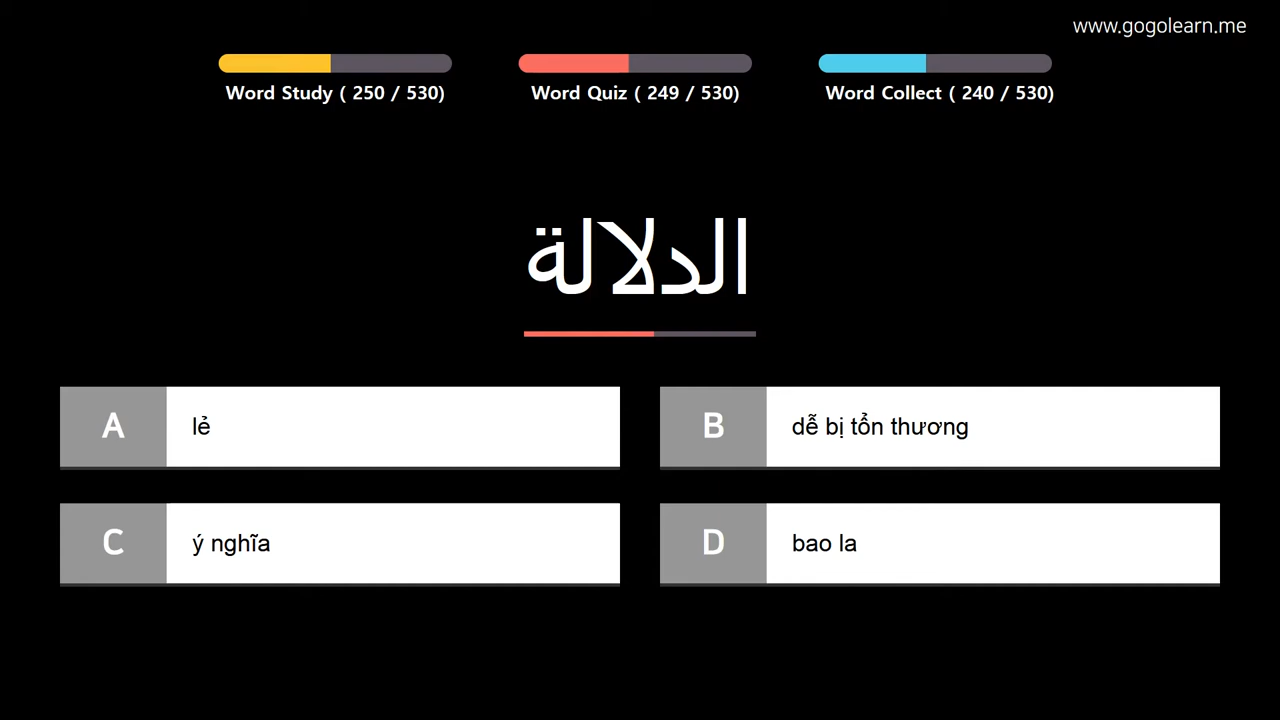 www.gogolearn.me
Word Study ( 250 / 530)
Word Quiz ( 249 / 530)
Word Collect ( 240 / 530)
الدلالة
A lẻ
B dễ bị tổn thương
C ý nghĩa
D bao la